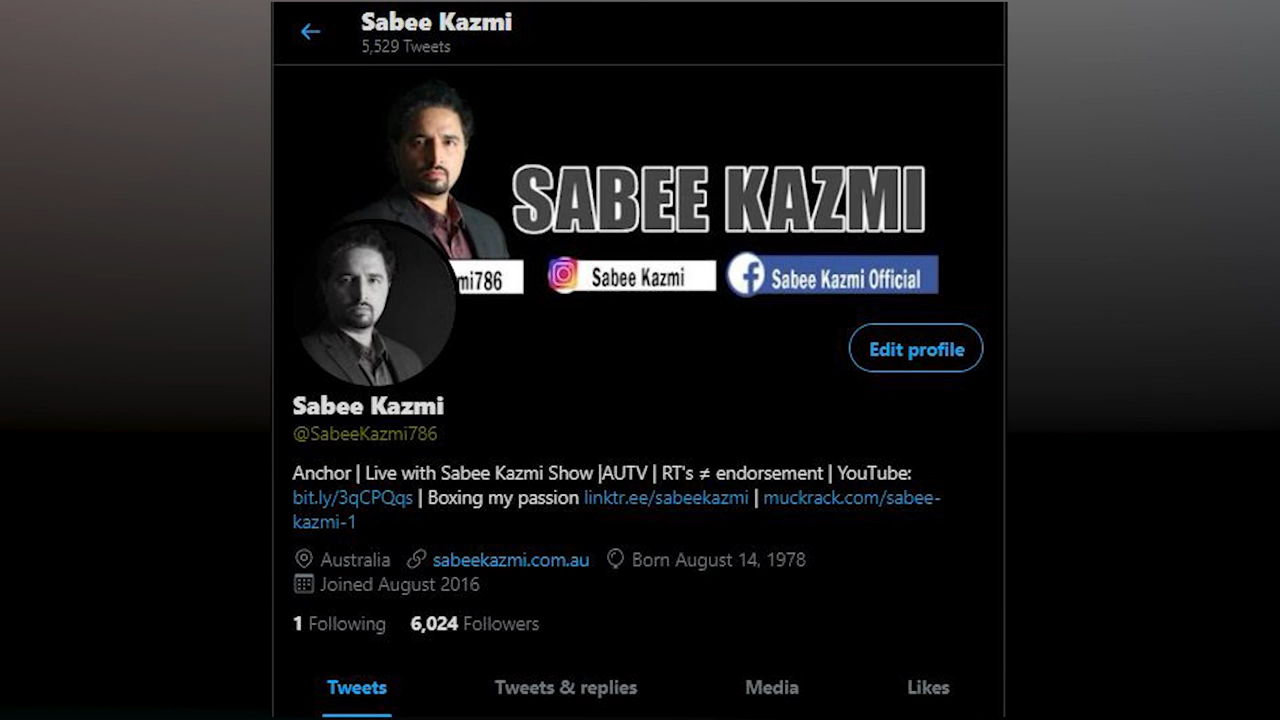 Sabee Kazmi
5,529 Tweets
SABEE KAZMI
mi786
Sabee Kazmi
Sabee Kazmi Official
Edit profile
Sabee Kazmi
@SabeeKazmi786
Anchor | Live with Sabee Kazmi Show |AUTV | RT's ≠ endorsement | YouTube:
bit.ly/3qCPQqs | Boxing my passion linktr.ee/sabeekazmi | muckrack.com/sabee-
kazmi-1
Australia sabeekazmi.com.au Born August 14, 1978
Joined August 2016
1 Following 6,024 Followers
Tweets Tweets & replies Media Likes